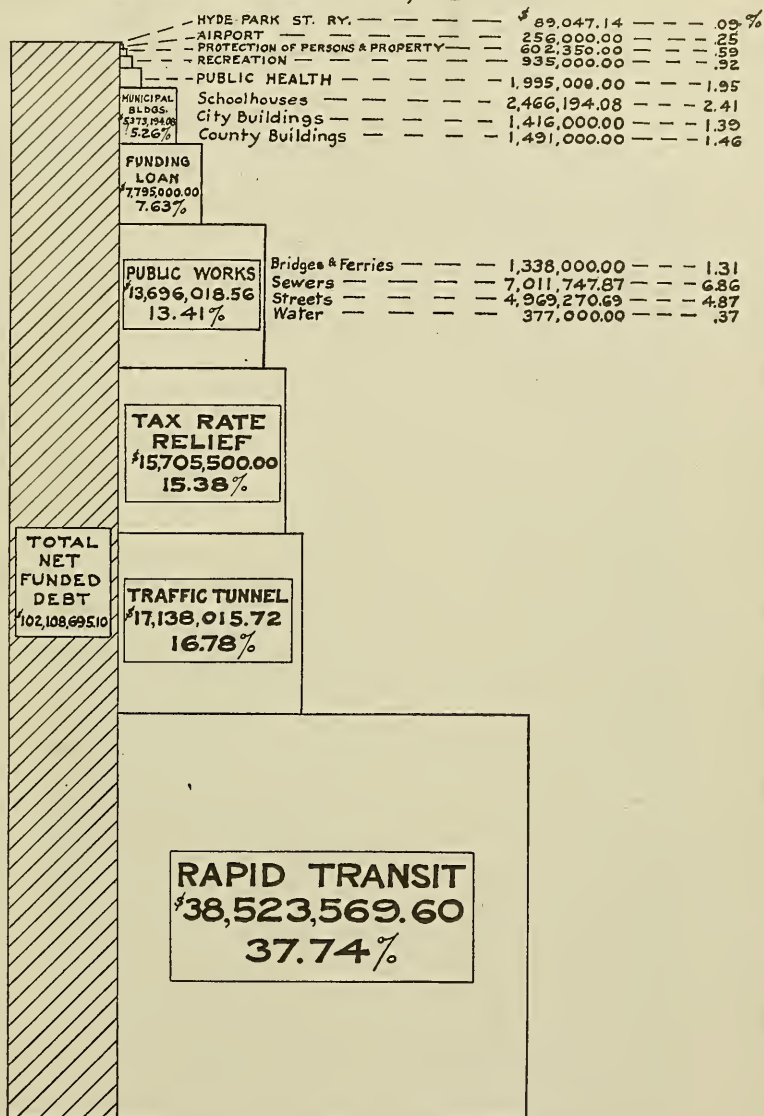 HYDE PARK ST. RY. — — — — $ 89,047.14 — — — .09 %
AIRPORT — — — — — — 256,000.00 — — — .25
PROTECTION OF PERSONS & PROPERTY — — 602,350.00 — — — .59
RECREATION — — — — — 935,000.00 — — — .92
PUBLIC HEALTH — — — — 1,995,000.00 — — — 1.95
MUNICIPAL
BLDGS.
$5,373,194.08
5.26%
Schoolhouses — — — — — 2,466,194.08 — — — 2.41
City Buildings — — — — — 1,416,000.00 — — — 1.39
County Buildings — — — — 1,491,000.00 — — — 1.46
FUNDING
LOAN
$7,795,000.00
7.63%
PUBLIC WORKS
$13,696,018.56
13.41%
Bridges & Ferries — — — — 1,338,000.00 — — — 1.31
Sewers — — — — — 7,011,747.87 — — — 6.86
Streets — — — — — 4,969,270.69 — — — 4.87
Water — — — — — 377,000.00 — — — .37
TAX RATE
RELIEF
$15,705,500.00
15.38%
TOTAL
NET
FUNDED
DEBT
$102,108,695.10
TRAFFIC TUNNEL
$17,138,015.72
16.78%
RAPID TRANSIT
$38,523,569.60
37.74%